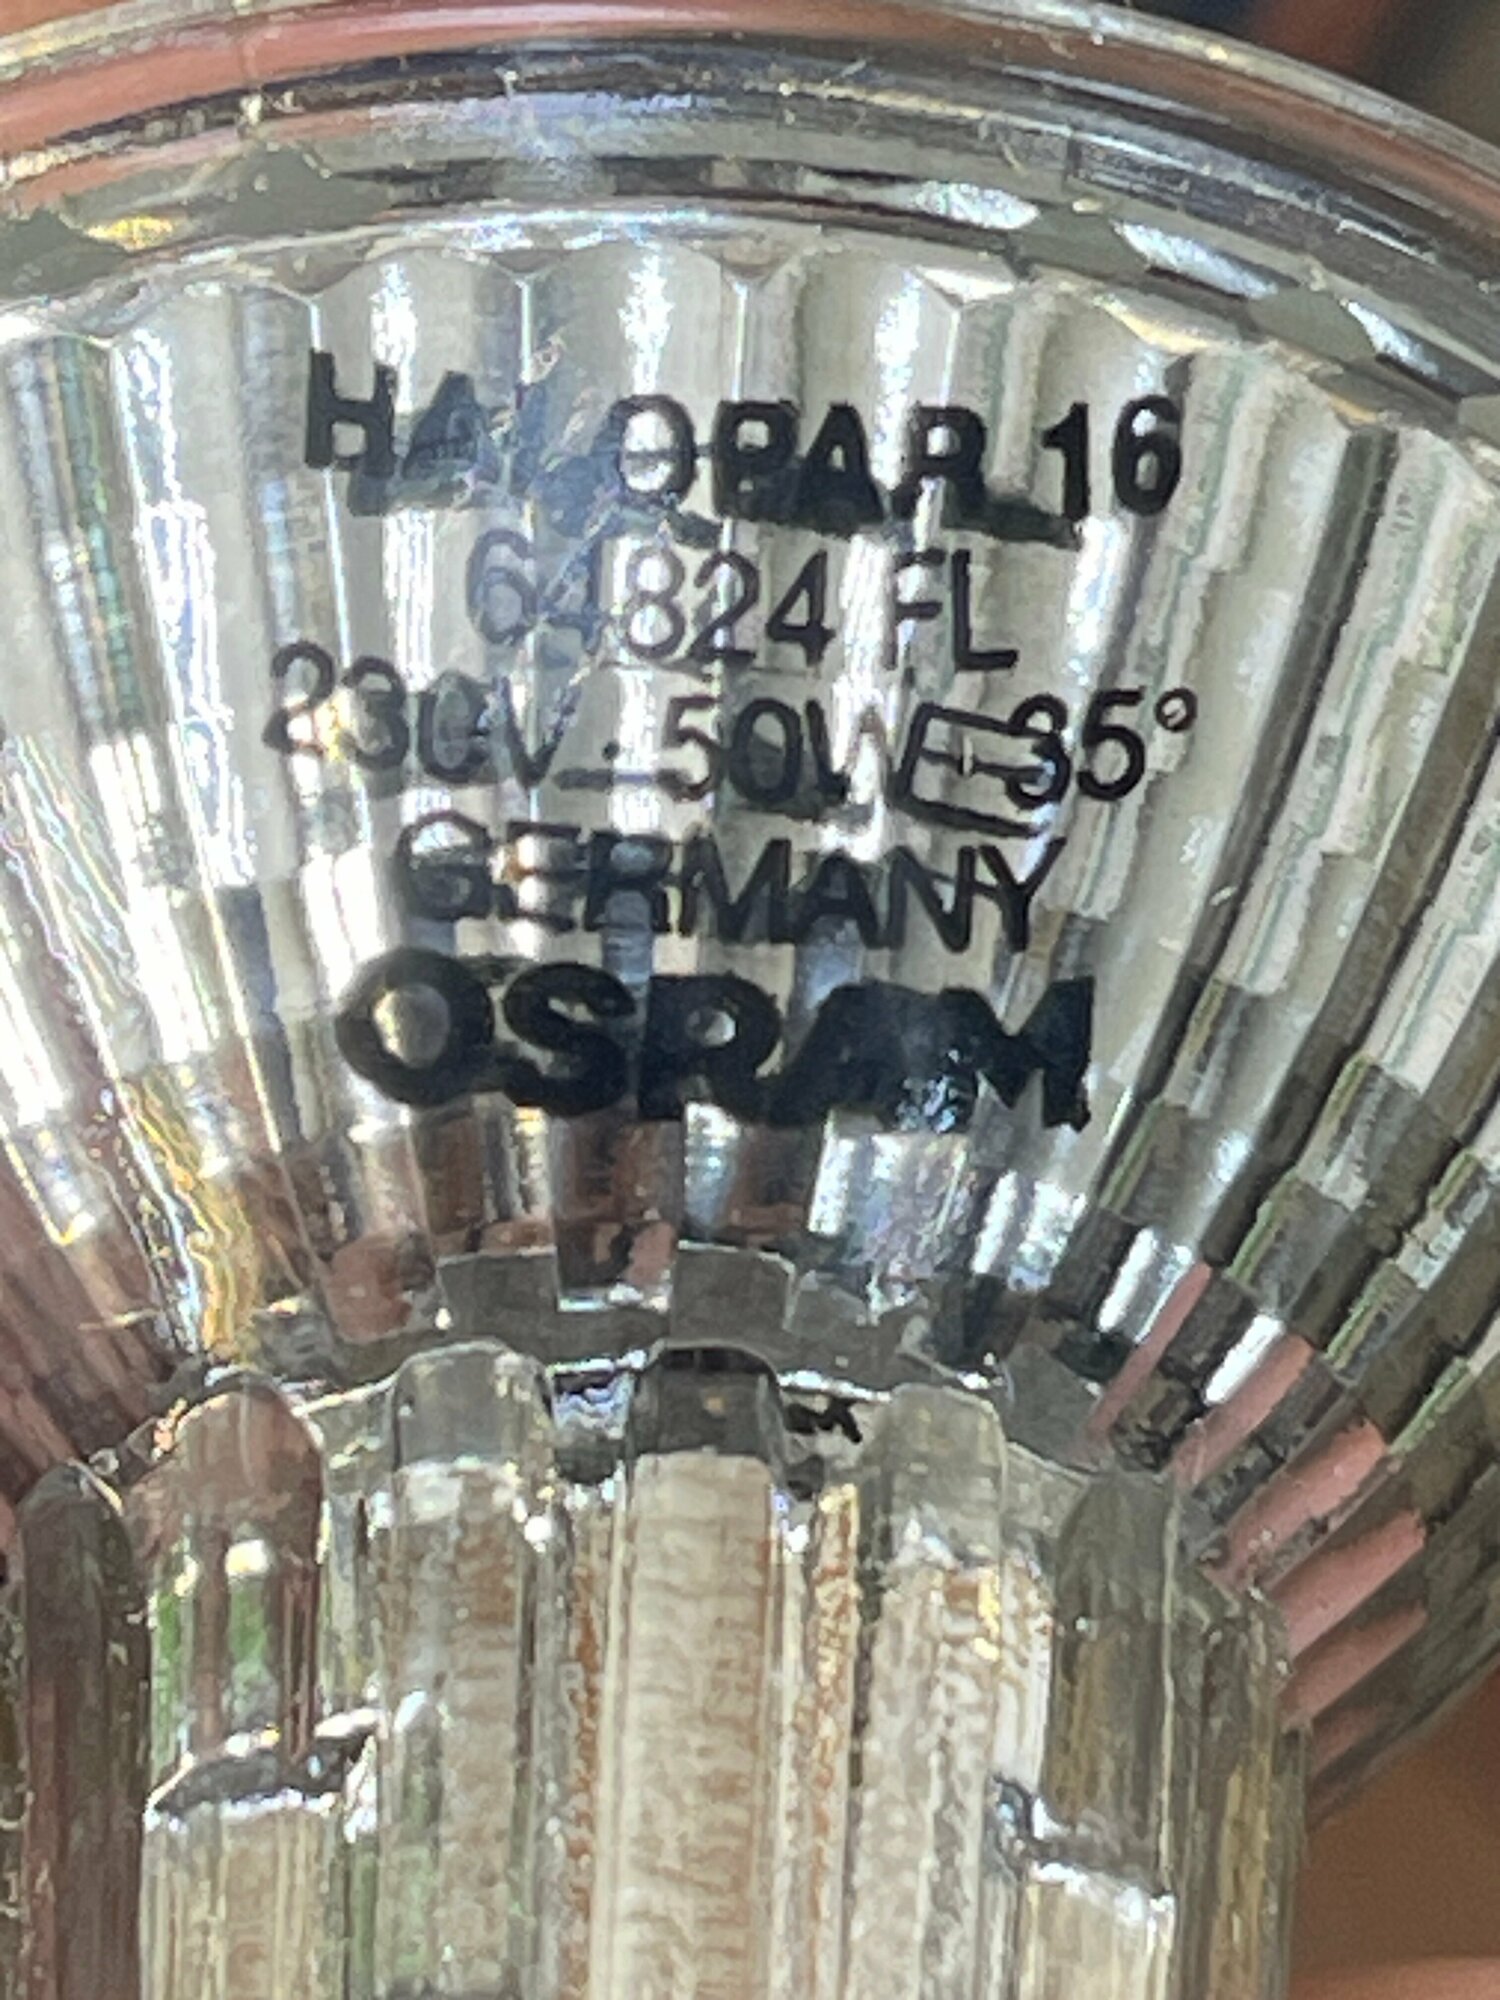 HALOPAR 16
64824 FL
230V 50W 35°
GERMANY
OSRAM